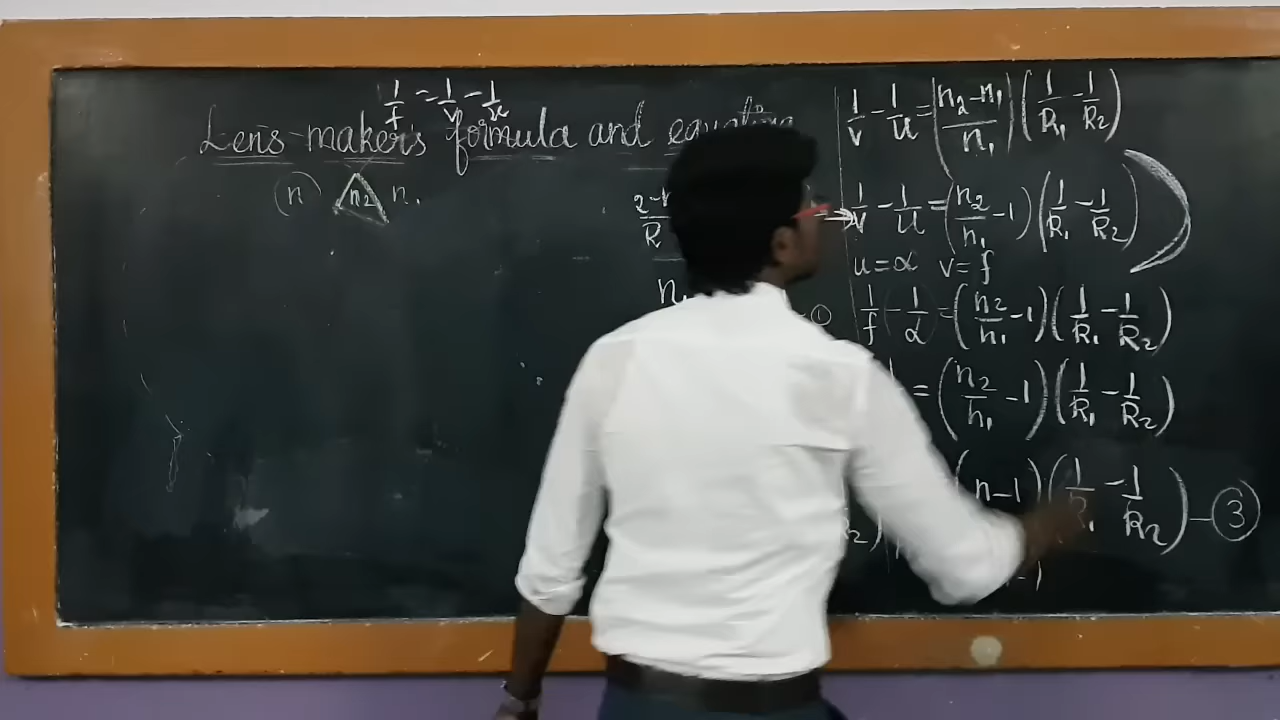 1/f = 1/v - 1/u
Lens-maker's formula and equation
(n) n2 n1
n1
①
1/v - 1/u = (n2-n1/n1) (1/R1 - 1/R2)
1/v - 1/u = (n2/n1 - 1) (1/R1 - 1/R2)
u=α v=f
1/f - 1/α = (n2/n1 - 1) (1/R1 - 1/R2)
= (n2/n1 - 1) (1/R1 - 1/R2)
(n-1) (1/R1 - 1/R2) - ③